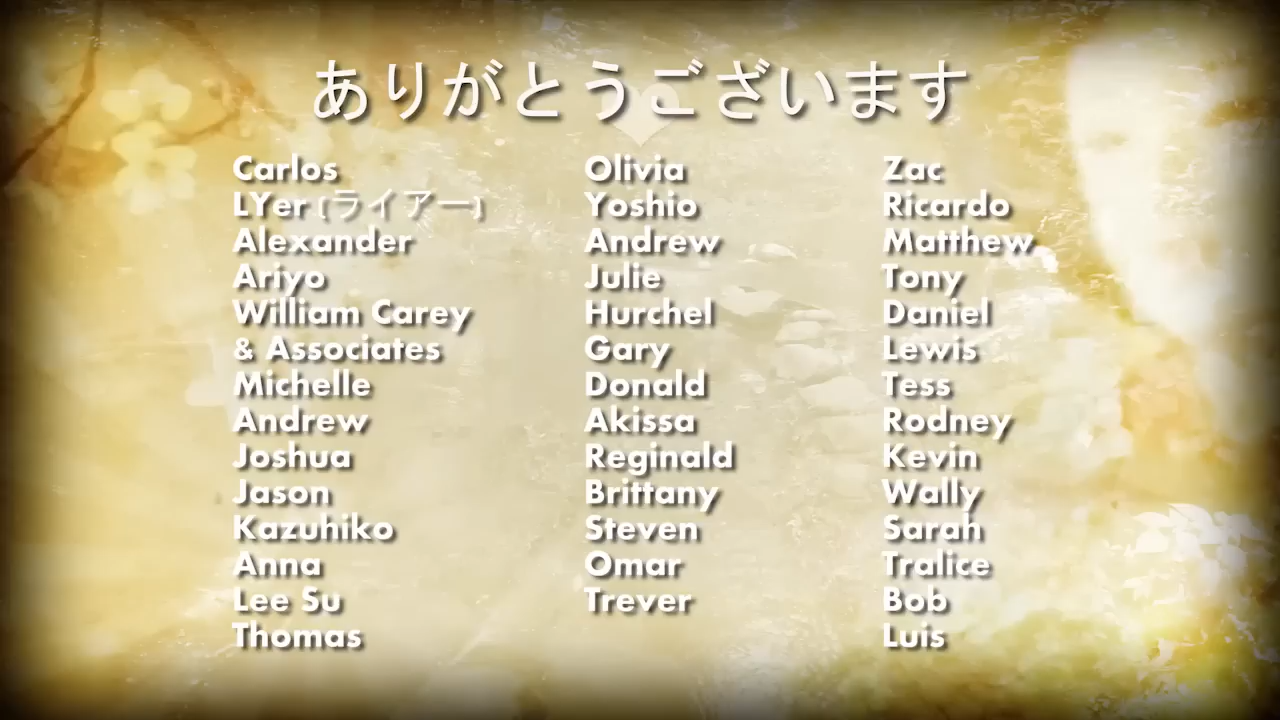 ありがとうございます
Carlos
LYer (ライアー)
Alexander
Ariyo
William Carey
& Associates
Michelle
Andrew
Joshua
Jason
Kazuhiko
Anna
Lee Su
Thomas
Olivia
Yoshio
Andrew
Julie
Hurchel
Gary
Donald
Akissa
Reginald
Brittany
Steven
Omar
Trever
Zac
Ricardo
Matthew
Tony
Daniel
Lewis
Tess
Rodney
Kevin
Wally
Sarah
Tralice
Bob
Luis